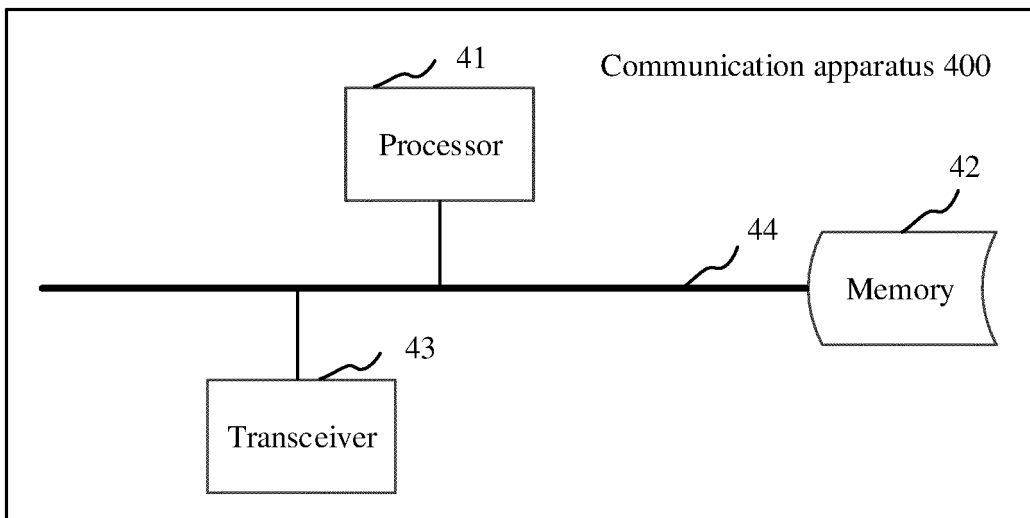 41
Communication apparatus 400
Processor
42
44
Memory
43
Transceiver